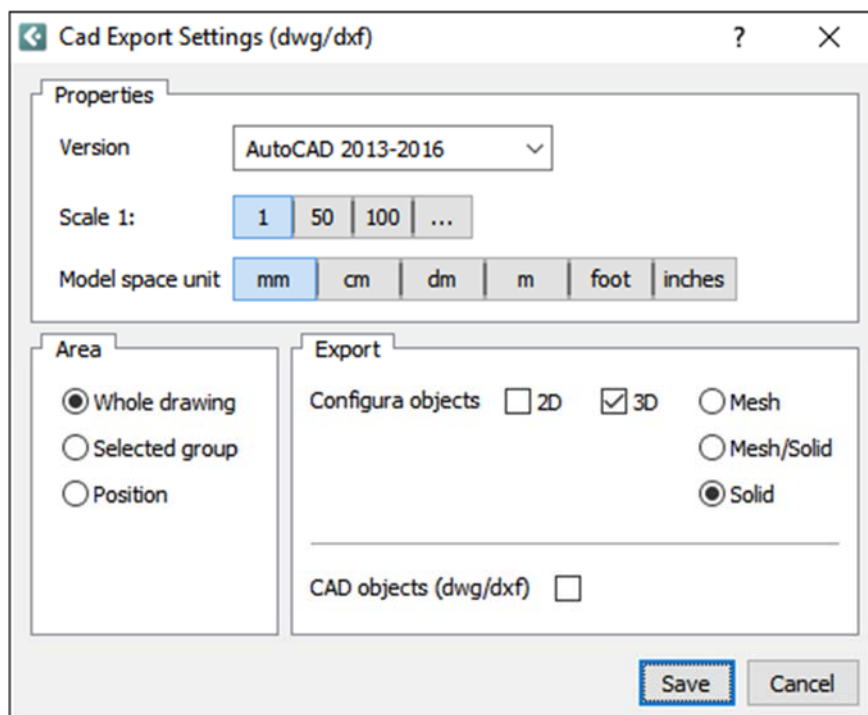 Cad Export Settings (dwg/dxf) ?
Properties
Version AutoCAD 2013-2016
Scale 1: 1 50 100 ...
Model space unit mm cm dm m foot inches
Area
Whole drawing
Selected group
Position
Export
Configura objects 2D 3D Mesh
Mesh/Solid
Solid
CAD objects (dwg/dxf)
Save Cancel